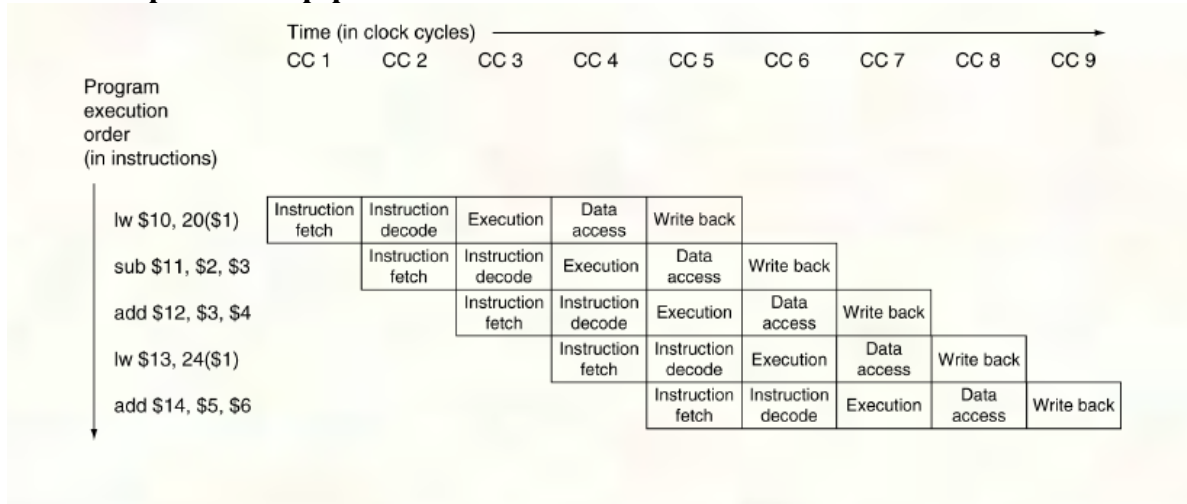 Time (in clock cycles)
CC 1 CC 2 CC 3 CC 4 CC 5 CC 6 CC 7 CC 8 CC 9
Program
execution
order
(in instructions)
lw $10, 20($1)
Instruction
fetch
Instruction
decode
Execution
Data
access
Write back
sub $11, $2, $3
Instruction
fetch
Instruction
decode
Execution
Data
access
Write back
add $12, $3, $4
Instruction
fetch
Instruction
decode
Execution
Data
access
Write back
lw $13, 24($1)
Instruction
fetch
Instruction
decode
Execution
Data
access
Write back
add $14, $5, $6
Instruction
fetch
Instruction
decode
Execution
Data
access
Write back